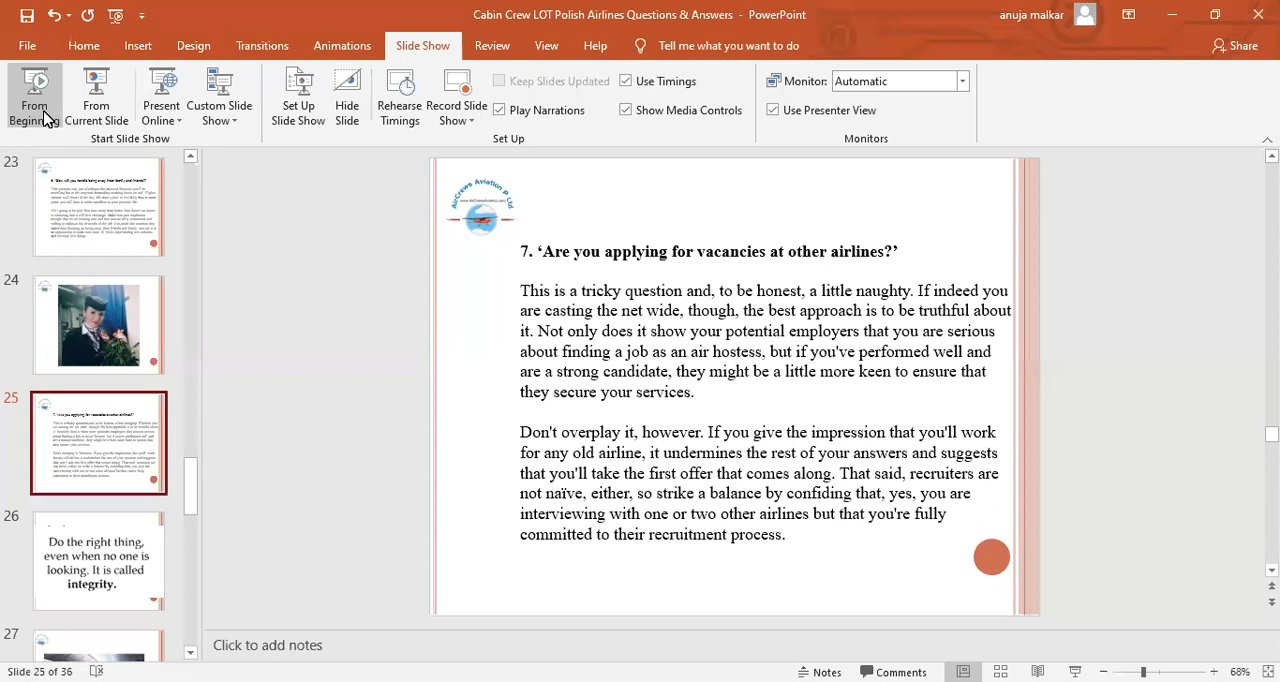 Cabin Crew LOT Polish Airlines Questions & Answers - PowerPoint
anuja malkar
File Home Insert Design Transitions Animations Slide Show Review View Help Tell me what you want to do Share
From Beginning
From Current Slide
Present Online
Custom Slide Show
Set Up Slide Show
Hide Slide
Rehearse Timings
Record Slide Show
Keep Slides Updated
Play Narrations
Use Timings
Show Media Controls
Monitor: Automatic
Use Presenter View
Start Slide Show
Set Up
Monitors
23
24
25
26
Do the right thing,
even when no one is
looking. It is called
integrity.
27
AirCrews Aviation P Ltd
www.AirCrewsAviation.com
7. ‘Are you applying for vacancies at other airlines?’
This is a tricky question and, to be honest, a little naughty. If indeed you
are casting the net wide, though, the best approach is to be truthful about
it. Not only does it show your potential employers that you are serious
about finding a job as an air hostess, but if you've performed well and
are a strong candidate, they might be a little more keen to ensure that
they secure your services.
Don't overplay it, however. If you give the impression that you'll work
for any old airline, it undermines the rest of your answers and suggests
that you'll take the first offer that comes along. That said, recruiters are
not naïve, either, so strike a balance by confiding that, yes, you are
interviewing with one or two other airlines but that you're fully
committed to their recruitment process.
Click to add notes
Slide 25 of 36
Notes
Comments
68%